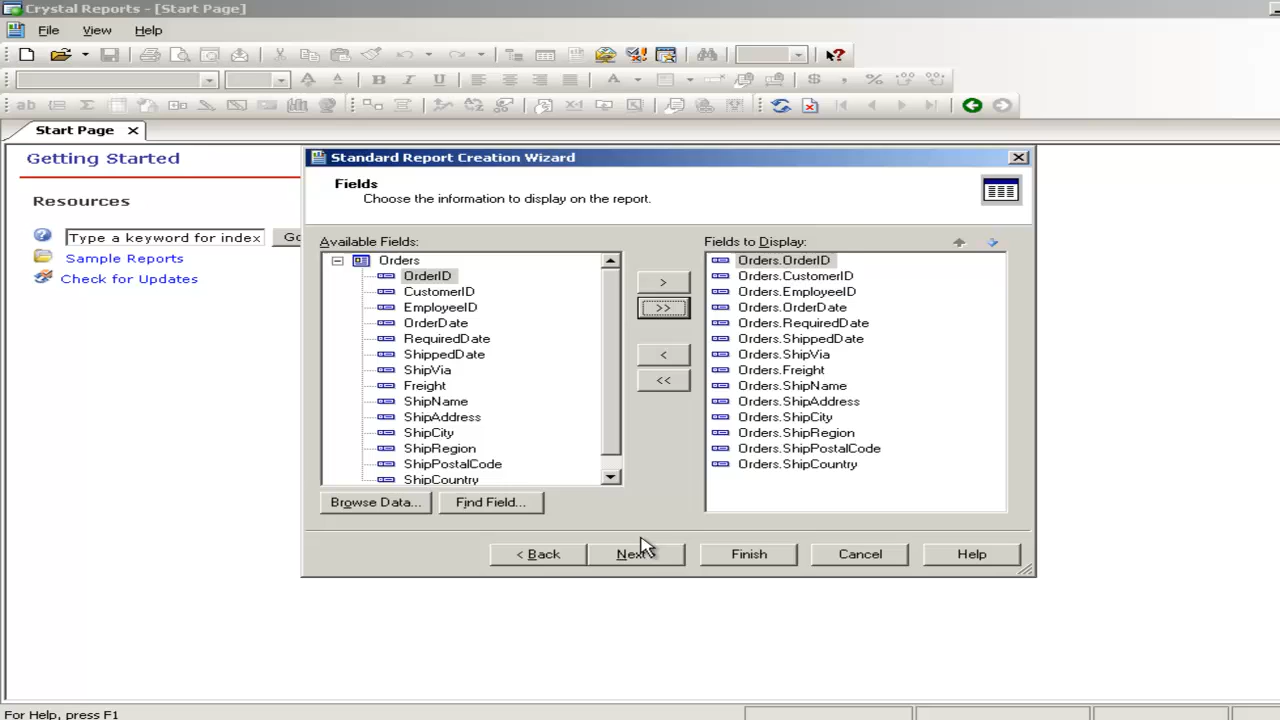 Crystal Reports - [Start Page]
File View Help
Start Page
Getting Started
Resources
Type a keyword for index
Go
Sample Reports
Check for Updates
Standard Report Creation Wizard
Fields
Choose the information to display on the report.
Available Fields:
Orders
OrderID
CustomerID
EmployeeID
OrderDate
RequiredDate
ShippedDate
ShipVia
Freight
ShipName
ShipAddress
ShipCity
ShipRegion
ShipPostalCode
ShipCountry
>
>>
<
<<
Fields to Display:
Orders.OrderID
Orders.CustomerID
Orders.EmployeeID
Orders.OrderDate
Orders.RequiredDate
Orders.ShippedDate
Orders.ShipVia
Orders.Freight
Orders.ShipName
Orders.ShipAddress
Orders.ShipCity
Orders.ShipRegion
Orders.ShipPostalCode
Orders.ShipCountry
Browse Data... Find Field...
< Back Next Finish Cancel Help
For Help, press F1